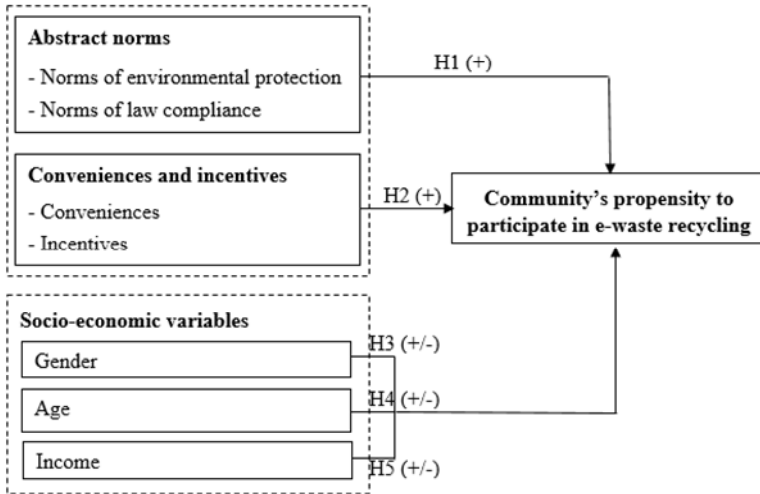 Abstract norms
- Norms of environmental protection
- Norms of law compliance
H1 (+)
Conveniences and incentives
- Conveniences
- Incentives
H2 (+)
Community's propensity to
participate in e-waste recycling
Socio-economic variables
Gender
H3 (+/-)
Age
H4 (+/-)
Income
H5 (+/-)